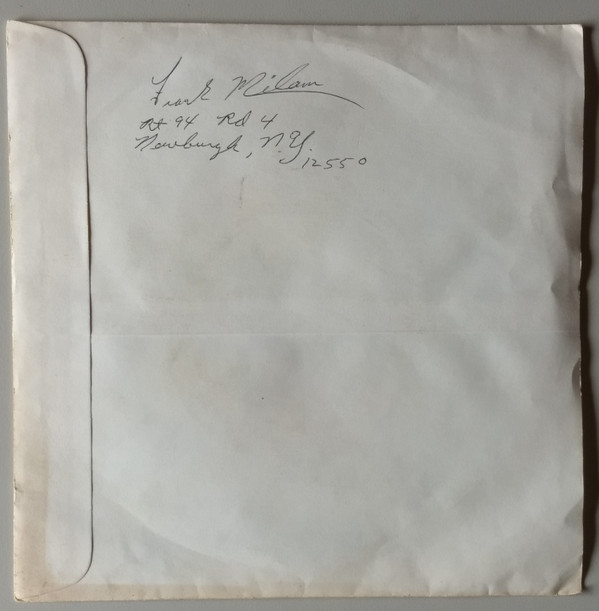 Frank Milam
Rt 94 Rd 4
Newburgh, N.Y.
12550